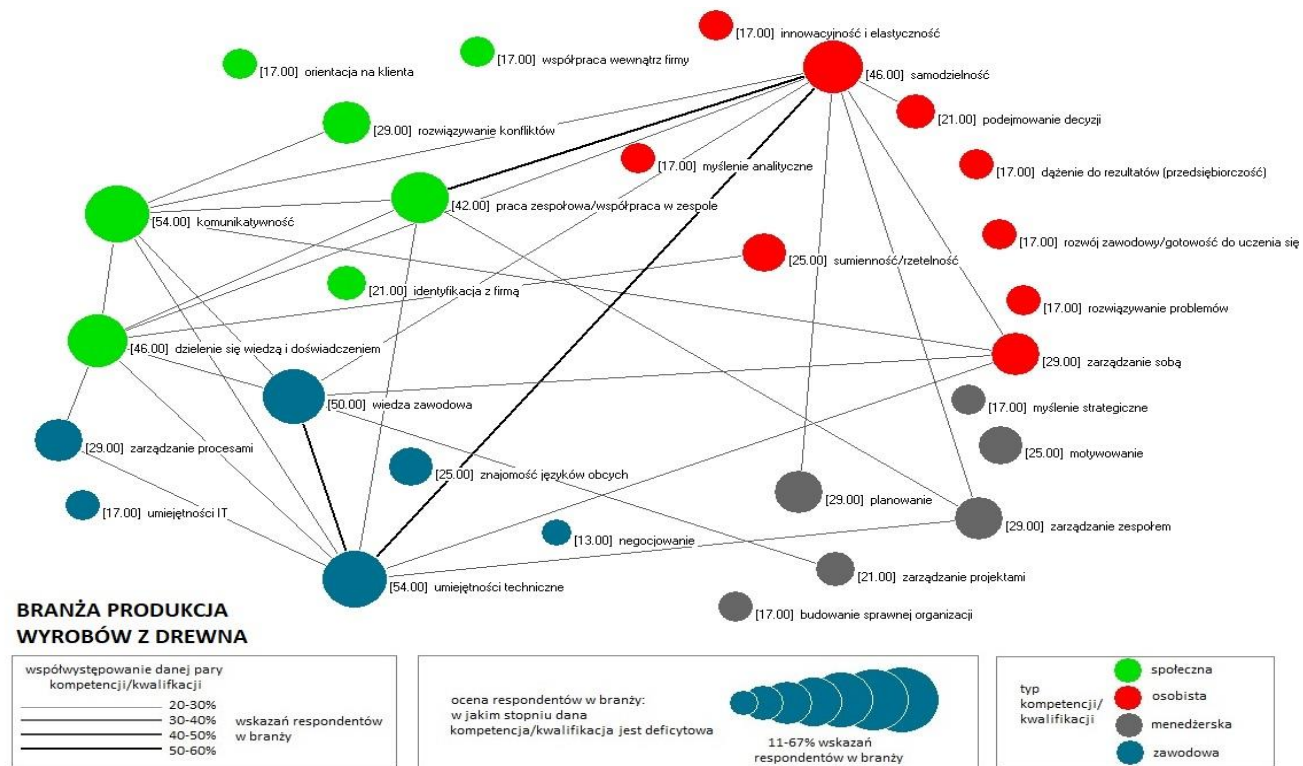 [17.00] innowacyjność i elastyczność
[17.00] współpraca wewnątrz firmy
[17.00] orientacja na klienta
[46.00] samodzielność
[21.00] podejmowanie decyzji
[29.00] rozwiązywanie konfliktów
[17.00] myślenie analityczne
[17.00] dążenie do rezultatów (przedsiębiorczość)
[42.00] praca zespołowa/współpraca w zespole
[54.00] komunikatywność
[17.00] rozwój zawodowy/gotowość do uczenia się
[25.00] sumienność/rzetelność
[21.00] identyfikacja z firmą
[17.00] rozwiązywanie problemów
[46.00] dzielenie się wiedzą i doświadczeniem
[29.00] zarządzanie sobą
[50.00] wiedza zawodowa
[17.00] myślenie strategiczne
[29.00] zarządzanie procesami
[25.00] motywowanie
[25.00] znajomość języków obcych
[29.00] planowanie
[17.00] umiejętności IT
[29.00] zarządzanie zespołem
[13.00] negocjowanie
[21.00] zarządzanie projektami
[54.00] umiejętności techniczne
[17.00] budowanie sprawnej organizacji
BRANŻA PRODUKCJA
WYROBÓW Z DREWNA
współwystępowanie danej pary
kompetencji/kwalifkacji
20-30%
30-40%
40-50%
50-60%
wskazań respondentów
w branży
ocena respondentów w branży:
w jakim stopniu dana
kompetencja/kwalifikacja jest deficytowa
11-67% wskazań
respondentów w branży
typ
kompetencji/
kwalifikacji
społeczna
osobista
menedżerska
zawodowa